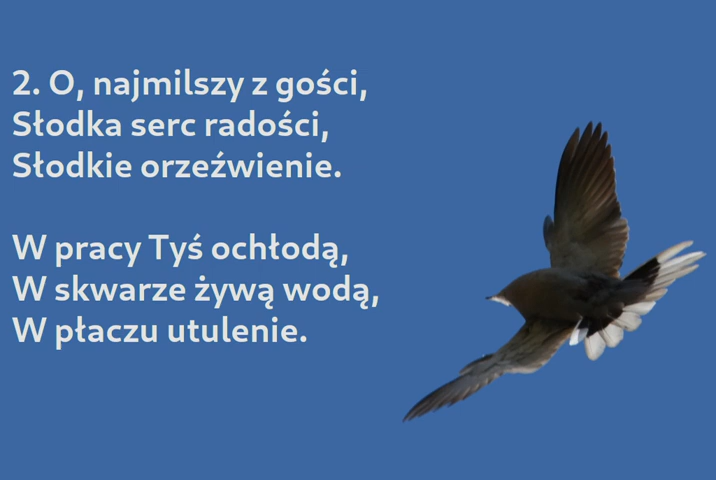 2. O, najmilszy z gości,
Słodka serc radości,
Słodkie orzeźwienie.
W pracy Tyś ochłodą,
W skwarze żywą wodą,
W płaczu utulenie.